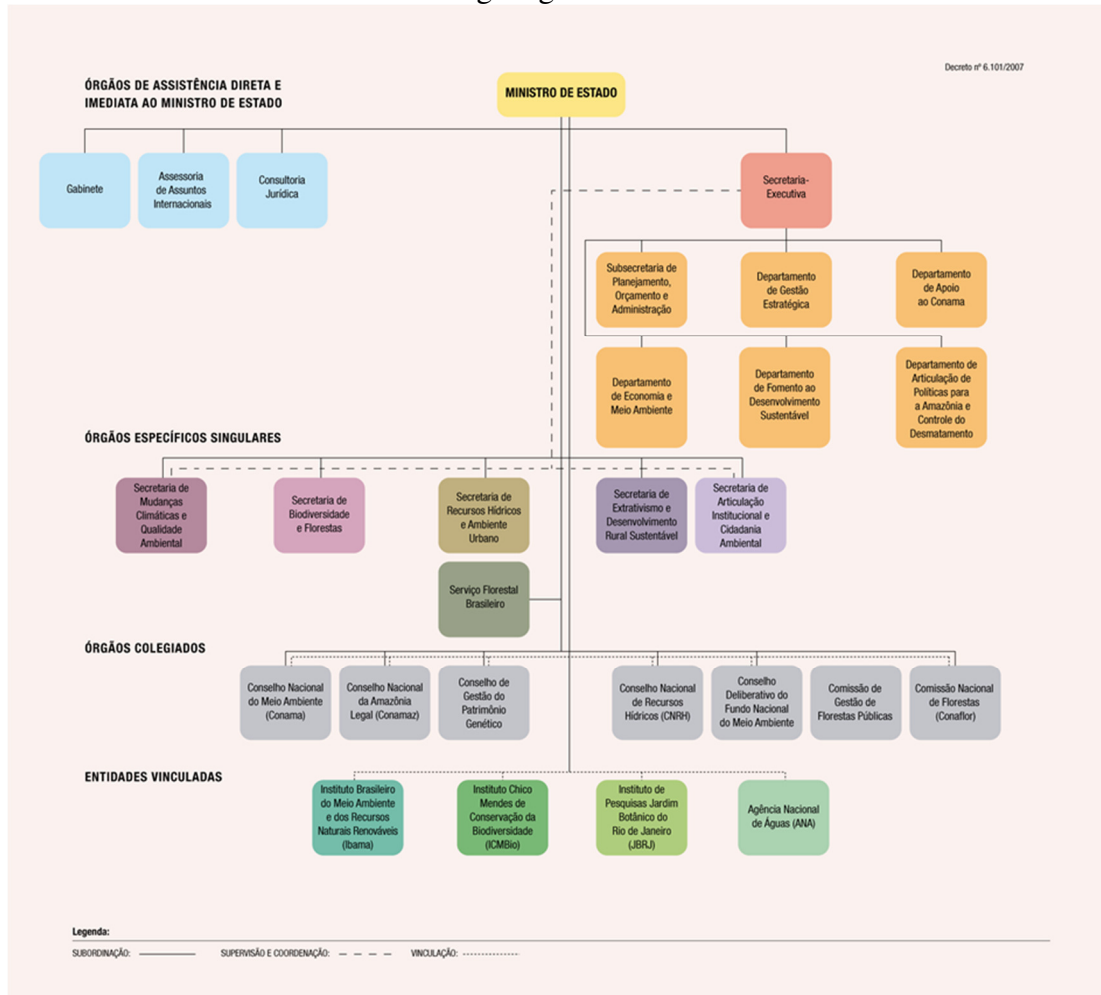 Decreto nº 6.101/2007
ÓRGÃOS DE ASSISTÊNCIA DIRETA E
IMEDIATA AO MINISTRO DE ESTADO
MINISTRO DE ESTADO
Gabinete
Assessoria
de Assuntos
Internacionais
Consultoria
Jurídica
Secretaria-
Executiva
Subsecretaria de
Planejamento,
Orçamento e
Administração
Departamento
de Gestão
Estratégica
Departamento
de Apoio
ao Conama
Departamento
de Economia e
Meio Ambiente
Departamento
de Fomento ao
Desenvolvimento
Sustentável
Departamento de
Articulação de
Políticas para
a Amazônia e
Controle do
Desmatamento
ÓRGÃOS ESPECÍFICOS SINGULARES
Secretaria de
Mudanças
Climáticas e
Qualidade
Ambiental
Secretaria de
Biodiversidade
e Florestas
Secretaria de
Recursos Hídricos
e Ambiente
Urbano
Secretaria de
Extrativismo e
Desenvolvimento
Rural Sustentável
Secretaria de
Articulação
Institucional e
Cidadania
Ambiental
Serviço Florestal
Brasileiro
ÓRGÃOS COLEGIADOS
Conselho Nacional
do Meio Ambiente
(Conama)
Conselho Nacional
da Amazônia
Legal (Conamaz)
Conselho de
Gestão do
Patrimônio
Genético
Conselho Nacional
de Recursos
Hídricos (CNRH)
Conselho
Deliberativo do
Fundo Nacional
do Meio Ambiente
Comissão de
Gestão de
Florestas Públicas
Comissão Nacional
de Florestas
(Conaflor)
ENTIDADES VINCULADAS
Instituto Brasileiro
do Meio Ambiente
e dos Recursos
Naturais Renováveis
(Ibama)
Instituto Chico
Mendes de
Conservação da
Biodiversidade
(ICMBio)
Instituto de
Pesquisas Jardim
Botânico do
Rio de Janeiro
(JBRJ)
Agência Nacional
de Águas (ANA)
Legenda:
SUBORDINAÇÃO:
SUPERVISÃO E COORDENAÇÃO:
VINCULAÇÃO: